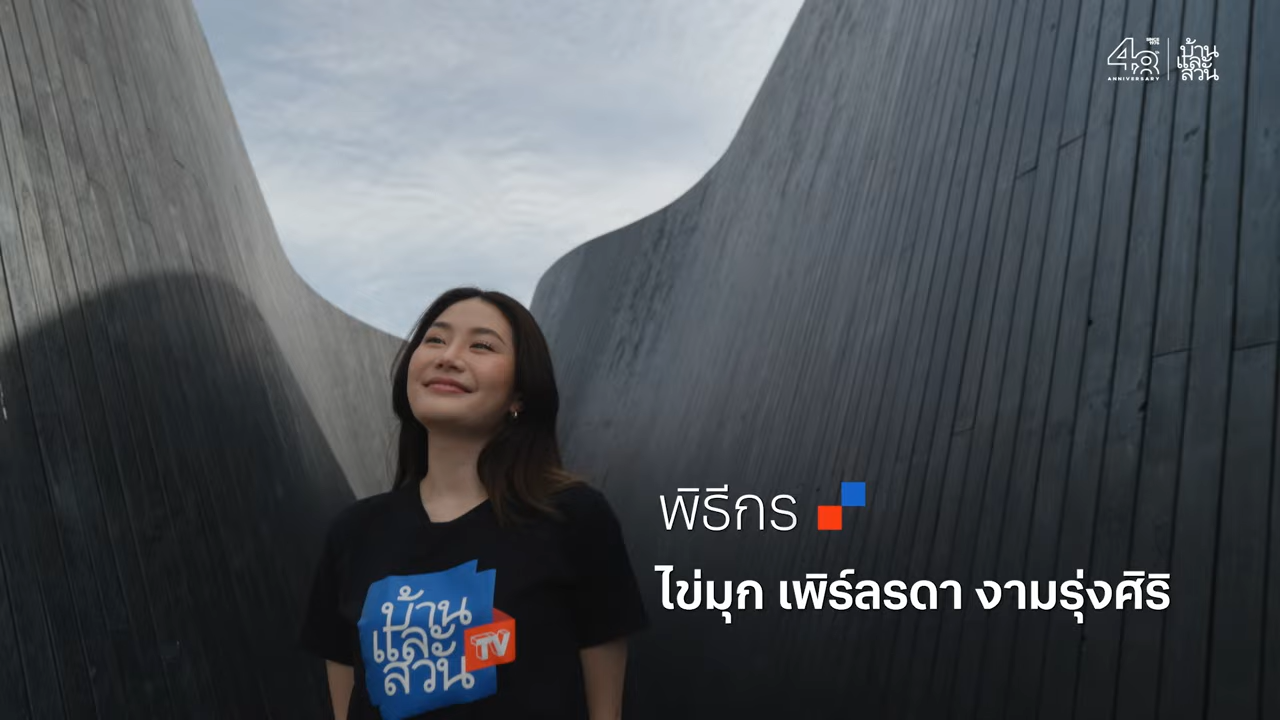 48
ANNIVERSARY
บ้าน
และ
สวน
พิธีกร
ไข่มุก เพิร์ลรดา งามรุ่งศิริ
บ้าน
และ
สวน
TV